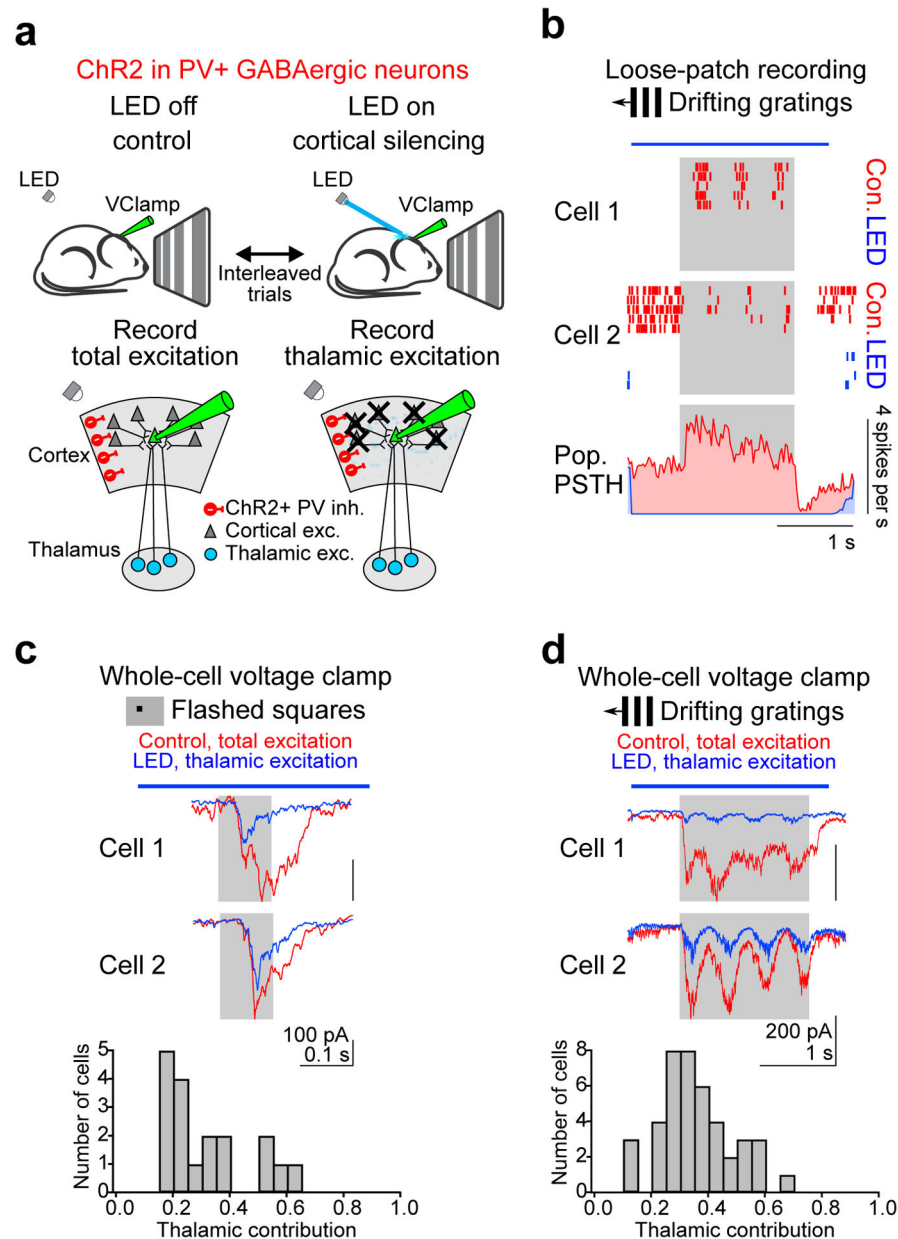 a
ChR2 in PV+ GABAergic neurons
LED off
control
LED on
cortical silencing
LED
VClamp
LED
VClamp
Interleaved
trials
Record
total excitation
Record
thalamic excitation
Cortex
Thalamus
ChR2+ PV inh.
Cortical exc.
Thalamic exc.
b
Loose-patch recording
Drifting gratings
Cell 1
Con.
LED
Cell 2
Con.
LED
Pop.
PSTH
4 spikes per s
1 s
c
Whole-cell voltage clamp
Flashed squares
Control, total excitation
LED, thalamic excitation
Cell 1
Cell 2
100 pA
0.1 s
Number of cells
5
4
2
1
0
0.0 0.2 0.4 0.6 0.8 1.0
Thalamic contribution
d
Whole-cell voltage clamp
Drifting gratings
Control, total excitation
LED, thalamic excitation
Cell 1
Cell 2
200 pA
1 s
Number of cells
8
6
4
2
0
0.0 0.2 0.4 0.6 0.8 1.0
Thalamic contribution